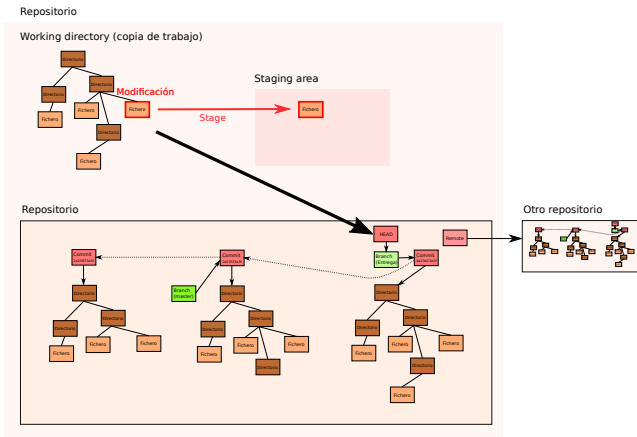 Repositorio
Working directory (copia de trabajo)
Directorio
Directorio
Directorio
Modificación
Fichero
Fichero
Fichero
Directorio
Fichero
Stage
Staging area
Fichero
Repositorio
HEAD
Remote
Otro repositorio
Commit
Commit
Branch
(Entrega)
Commit
Branch
(master)
Directorio
Directorio
Directorio
Directorio
Directorio
Fichero
Fichero
Fichero
Directorio
Directorio
Fichero
Fichero
Fichero
Directorio
Directorio
Directorio
Fichero
Fichero
Fichero
Directorio
Fichero